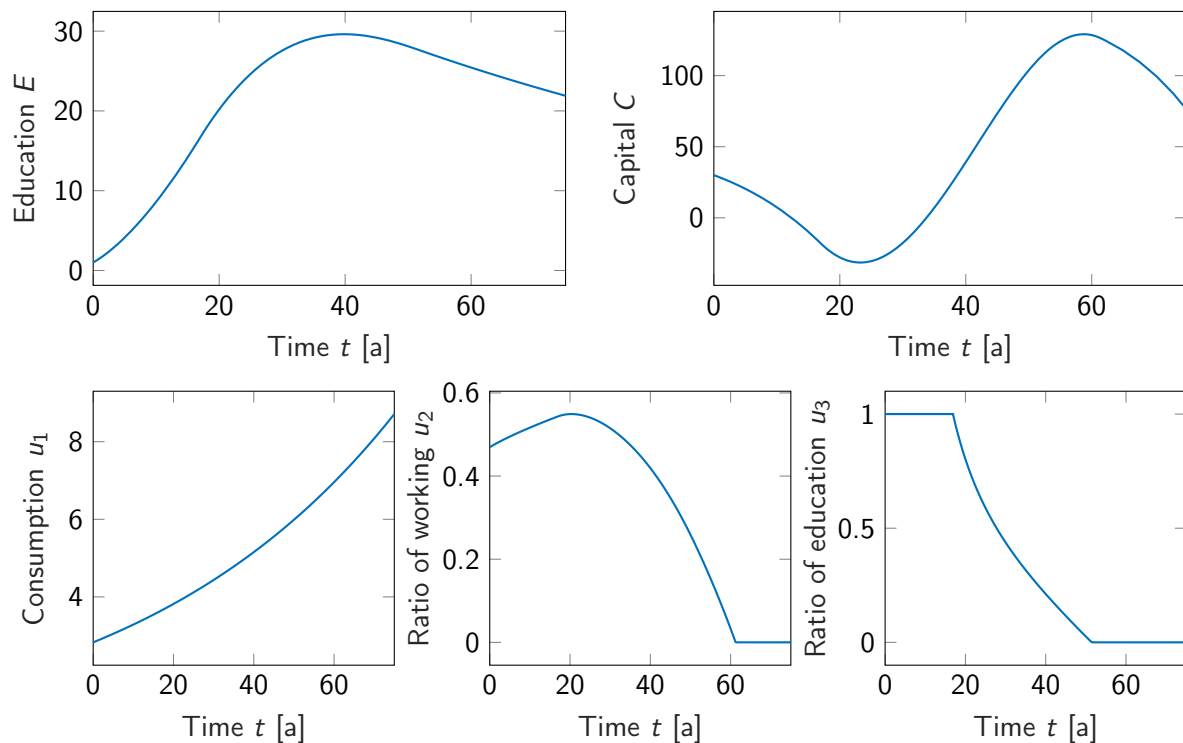 Education E
30
20
10
0
0 20 40 60
Time t [a]
Capital C
100
50
0
0 20 40 60
Time t [a]
Consumption u₁
8
6
4
0 20 40 60
Time t [a]
Ratio of working u₂
0.6
0.4
0.2
0
0 20 40 60
Time t [a]
Ratio of education u₃
1
0.5
0
0 20 40 60
Time t [a]